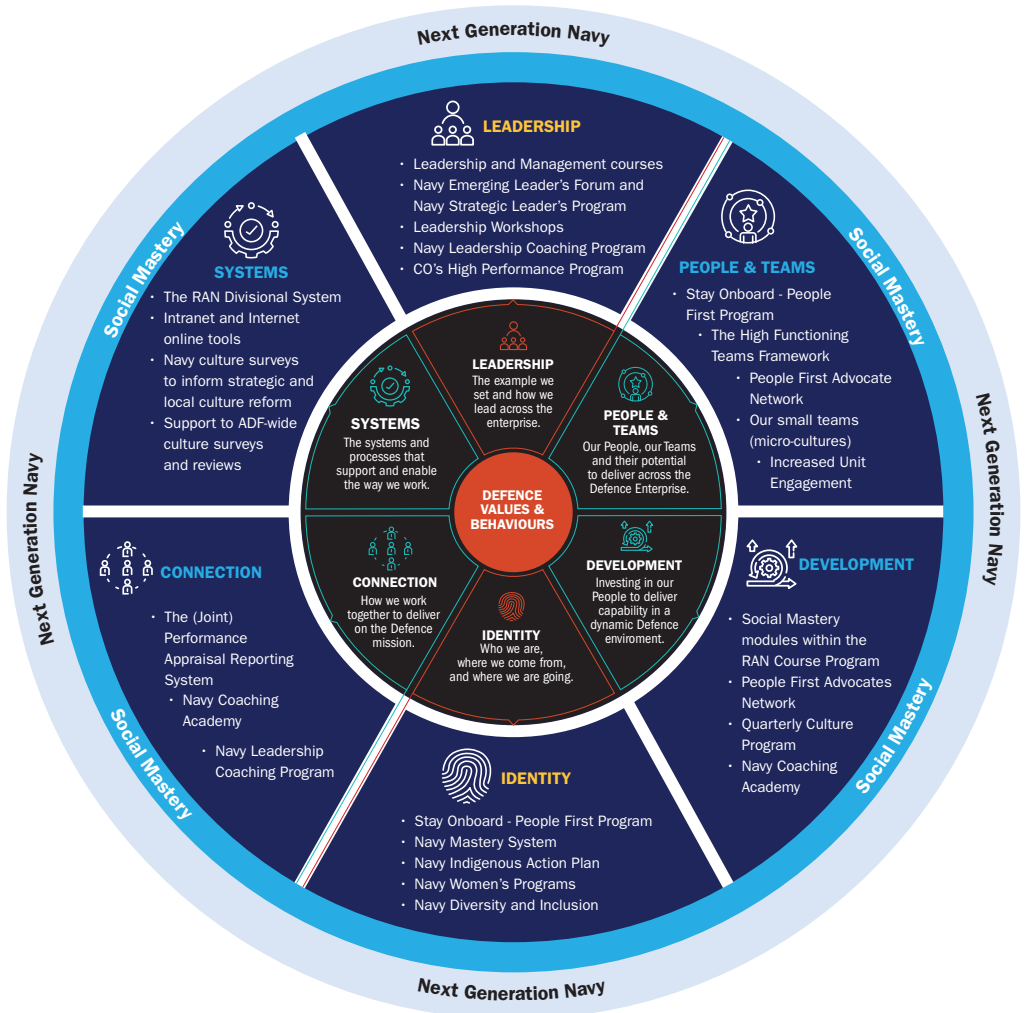 Next Generation Navy
LEADERSHIP
· Leadership and Management courses
· Navy Emerging Leader's Forum and
Navy Strategic Leader's Program
· Leadership Workshops
· Navy Leadership Coaching Program
· CO's High Performance Program
Social Mastery
PEOPLE & TEAMS
· Stay Onboard - People
First Program
· The High Functioning
Teams Framework
· People First Advocate
Network
· Our small teams
(micro-cultures)
· Increased Unit
Engagement
Next Generation Navy
DEVELOPMENT
· Social Mastery
modules within the
RAN Course Program
· People First Advocates
Network
· Quarterly Culture
Program
· Navy Coaching
Academy
Social Mastery
IDENTITY
· Stay Onboard - People First Program
· Navy Mastery System
· Navy Indigenous Action Plan
· Navy Women's Programs
· Navy Diversity and Inclusion
Next Generation Navy
CONNECTION
· The (Joint)
Performance
Appraisal Reporting
System
· Navy Coaching
Academy
· Navy Leadership
Coaching Program
Social Mastery
Next Generation Navy
SYSTEMS
· The RAN Divisional System
· Intranet and Internet
online tools
· Navy culture surveys
to inform strategic and
local culture reform
· Support to ADF-wide
culture surveys
and reviews
Social Mastery
LEADERSHIP
The example we
set and how we
lead across the
enterprise.
PEOPLE &
TEAMS
Our People, our Teams
and their potential
to deliver across the
Defence Enterprise.
DEVELOPMENT
Investing in our
People to deliver
capability in a
dynamic Defence
enviroment.
IDENTITY
Who we are,
where we come from,
and where we are going.
CONNECTION
How we work
together to deliver
on the Defence
mission.
SYSTEMS
The systems and
processes that
support and enable
the way we work.
DEFENCE
VALUES &
BEHAVIOURS